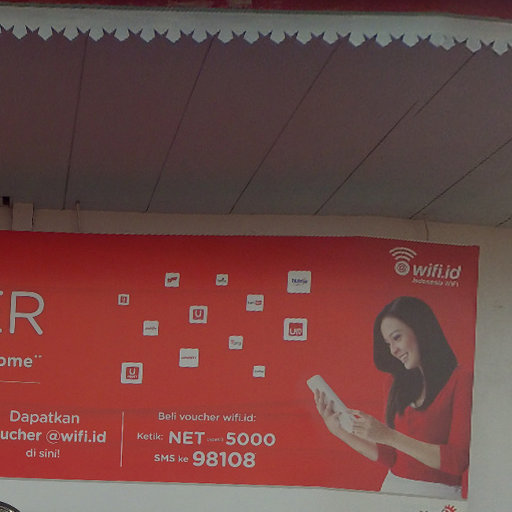 wifi.id
Indonesia WiFi
ER
ome"
Dapatkan
ucher @wifi.id
di sini!
Beli voucher wifi.id:
Ketik: NET 5000
SMS ke 98108